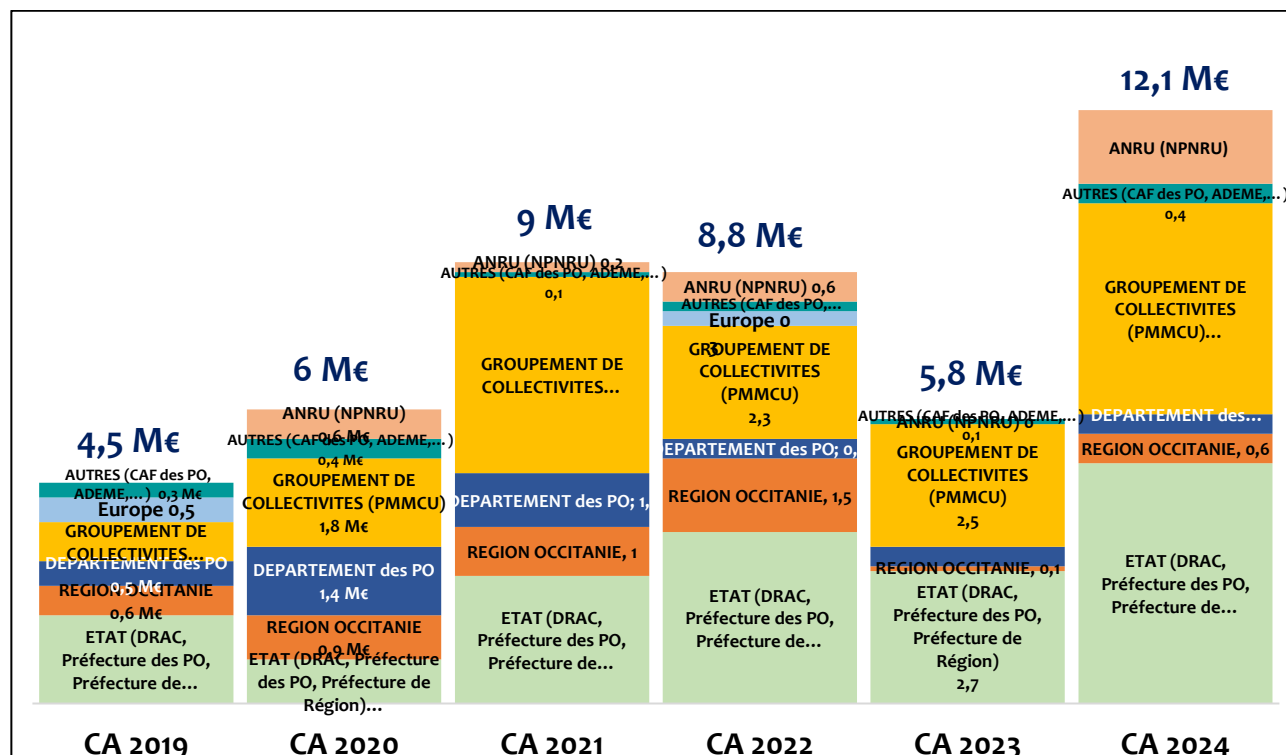 4,5 M€
AUTRES (CAF des PO,
ADEME,...) 0,3 M€
Europe 0,5
GROUPEMENT DE
COLLECTIVITES...
DEPARTEMENT des PO
0,5 M€
REGION OCCITANIE
0,6 M€
ETAT (DRAC,
Préfecture des PO,
Préfecture de...
CA 2019
6 M€
ANRU (NPNRU)
0,6 M€
AUTRES (CAF des PO, ADEME,...)
0,4 M€
GROUPEMENT DE
COLLECTIVITES (PMMCU)
1,8 M€
DEPARTEMENT des PO
1,4 M€
REGION OCCITANIE
0,9 M€
ETAT (DRAC, Préfecture
des PO, Préfecture de
Région)...
CA 2020
9 M€
ANRU (NPNRU) 0,2
AUTRES (CAF des PO, ADEME,...)
0,1
GROUPEMENT DE
COLLECTIVITES...
DEPARTEMENT des PO; 1,
REGION OCCITANIE, 1
ETAT (DRAC,
Préfecture des PO,
Préfecture de...
CA 2021
8,8 M€
ANRU (NPNRU) 0,6
AUTRES (CAF des PO,...
Europe 0
3
GROUPEMENT DE
COLLECTIVITES
(PMMCU)
2,3
DEPARTEMENT des PO; 0,
REGION OCCITANIE, 1,5
ETAT (DRAC,
Préfecture des PO,
Préfecture de...
CA 2022
5,8 M€
AUTRES (CAF des PO, ADEME,...)
0,1
ANRU (NPNRU) 0
GROUPEMENT DE
COLLECTIVITES
(PMMCU)
2,5
REGION OCCITANIE, 0,1
ETAT (DRAC,
Préfecture des PO,
Préfecture de
Région)
2,7
CA 2023
12,1 M€
ANRU (NPNRU)
AUTRES (CAF des PO, ADEME,...)
0,4
GROUPEMENT DE
COLLECTIVITES
(PMMCU)...
DEPARTEMENT des...
REGION OCCITANIE, 0,6
ETAT (DRAC,
Préfecture des PO,
Préfecture de...
CA 2024